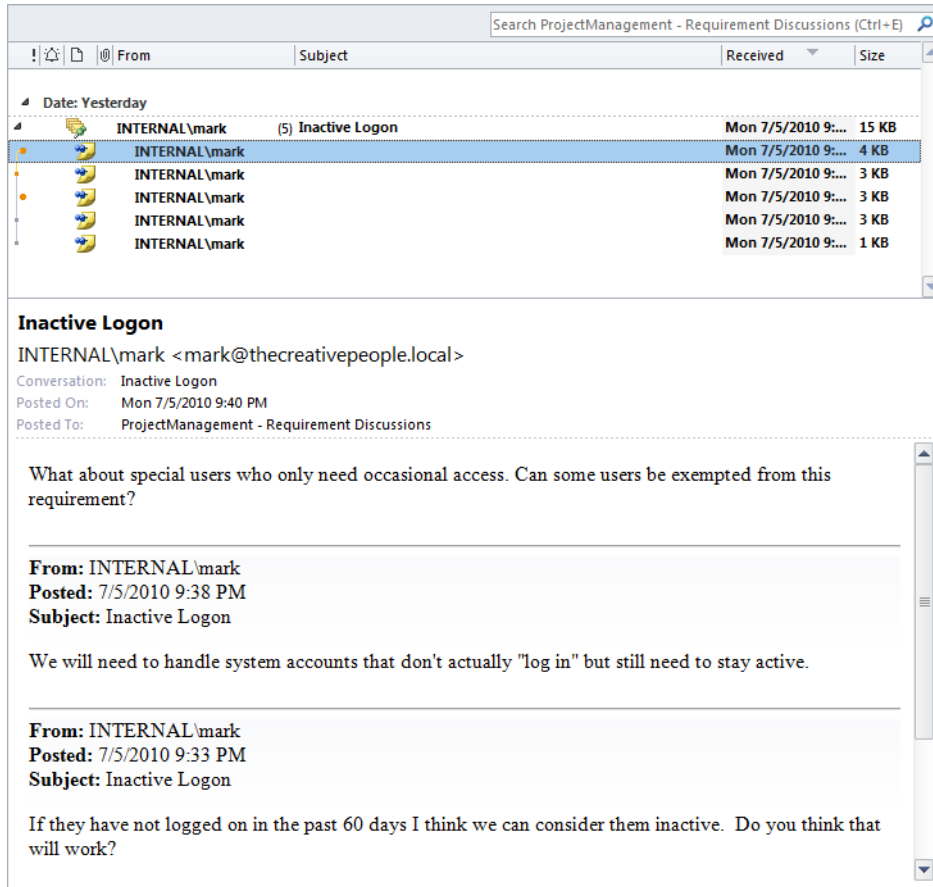 Search ProjectManagement - Requirement Discussions (Ctrl+E)
! From Subject Received Size
Date: Yesterday
INTERNAL\mark (5) Inactive Logon Mon 7/5/2010 9:... 15 KB
INTERNAL\mark Mon 7/5/2010 9:... 4 KB
INTERNAL\mark Mon 7/5/2010 9:... 3 KB
INTERNAL\mark Mon 7/5/2010 9:... 3 KB
INTERNAL\mark Mon 7/5/2010 9:... 3 KB
INTERNAL\mark Mon 7/5/2010 9:... 1 KB
Inactive Logon
INTERNAL\mark <mark@thecreativepeople.local>
Conversation: Inactive Logon
Posted On: Mon 7/5/2010 9:40 PM
Posted To: ProjectManagement - Requirement Discussions
What about special users who only need occasional access. Can some users be exempted from this
requirement?
From: INTERNAL\mark
Posted: 7/5/2010 9:38 PM
Subject: Inactive Logon
We will need to handle system accounts that don't actually "log in" but still need to stay active.
From: INTERNAL\mark
Posted: 7/5/2010 9:33 PM
Subject: Inactive Logon
If they have not logged on in the past 60 days I think we can consider them inactive.  Do you think that
will work?